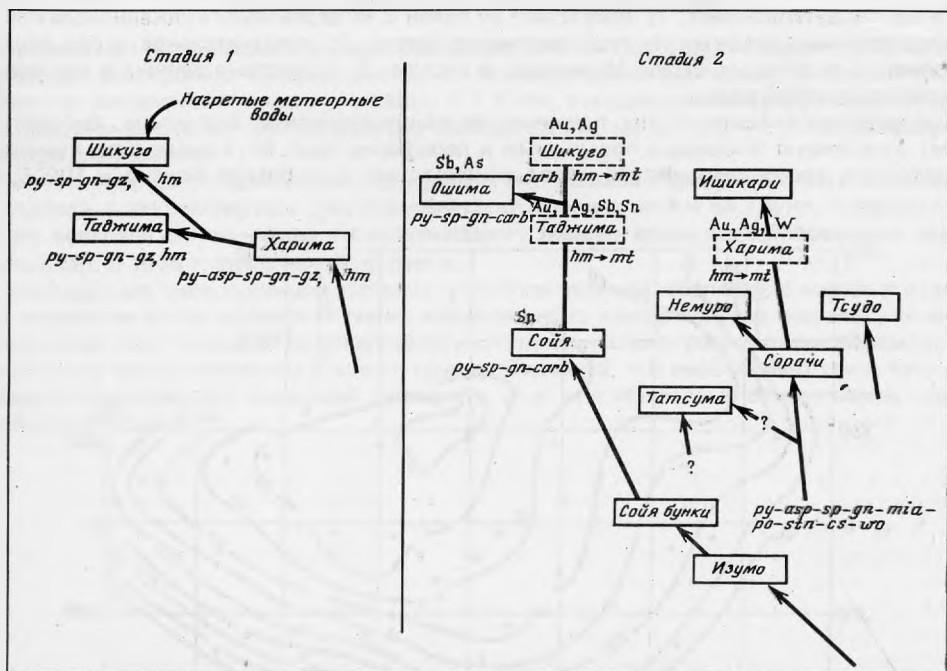 Стадия 1
Нагретые метеорные
воды
Шикуго
py-sp-gn-gz, hm
Таджима
py-sp-gn-gz, hm
Харима
py-asp-sp-gn-gz, hm
Стадия 2
Au, Ag
Шикуго
carb hm→mt
Sb, As
Ошима
py-sp-gn-carb
Au, Ag, Sb, Sn
Таджима
hm→mt
Sn
Сойя
py-sp-gn-carb
Ишикари
Au, Ag, W
Харима
hm→mt
Немуро
Тсудо
Сорачи
Татсума
?
?
Сойя бунки
py-asp-sp-gn-mia-
po-stn-cs-wo
Изумо